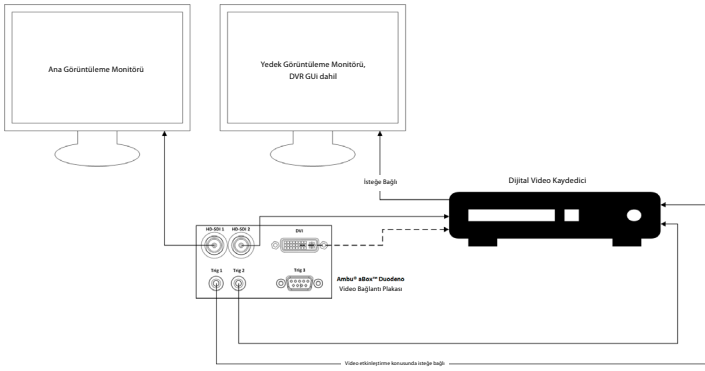 Ana Görüntüleme Monitörü
Yedek Görüntüleme Monitörü,
DVR GUi dahil
İsteğe Bağlı
Dijital Video Kaydedici
HD-SDI 1
HD-SDI 2
DVI
Trig 1
Trig 2
Trig 3
Ambu® aBox™ Duodeno
Video Bağlantı Plakası
Video etkinleştirme konusunda isteğe bağlı